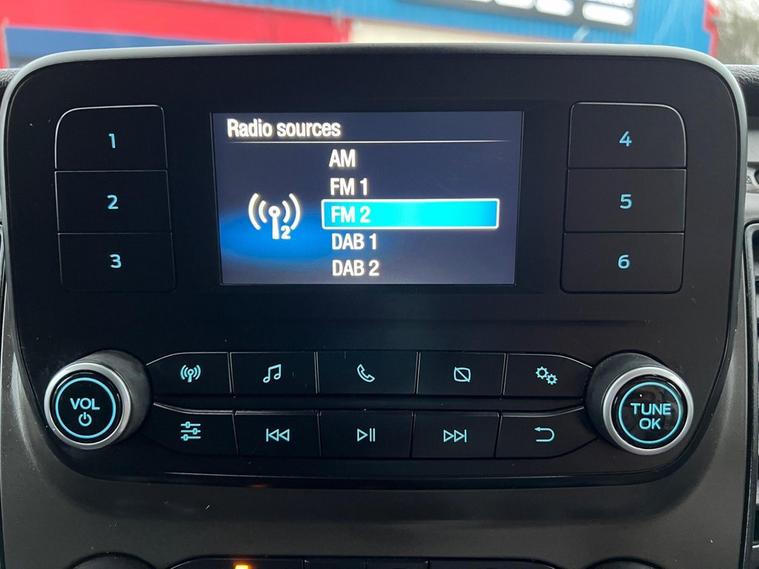 Radio sources
AM
FM 1
FM 2
DAB 1
DAB 2
2
1
2
3
4
5
6
VOL
TUNE
OK